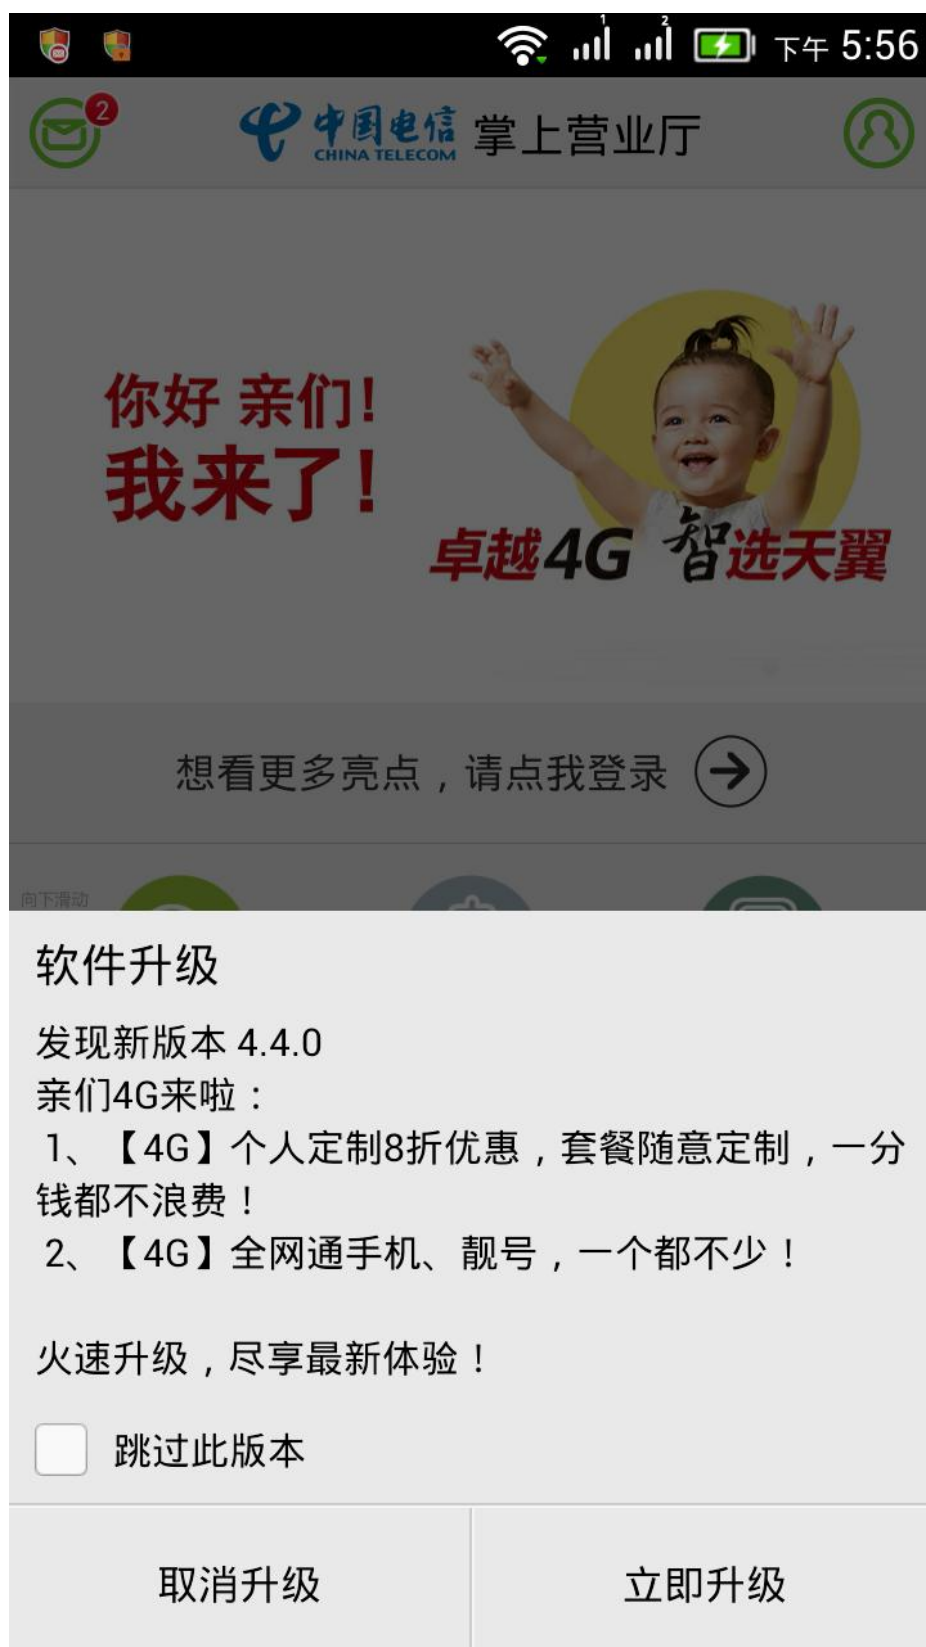 1
2
下午 5:56
2
中国电信
CHINA TELECOM
掌上营业厅
你好 亲们!
我来了!
卓越4G 智选天翼
想看更多亮点，请点我登录
向下滑动
软件升级
发现新版本 4.4.0
亲们4G来啦：
1、【4G】个人定制8折优惠，套餐随意定制，一分
钱都不浪费！
2、【4G】全网通手机、靓号，一个都不少！
火速升级，尽享最新体验！
跳过此版本
取消升级
立即升级